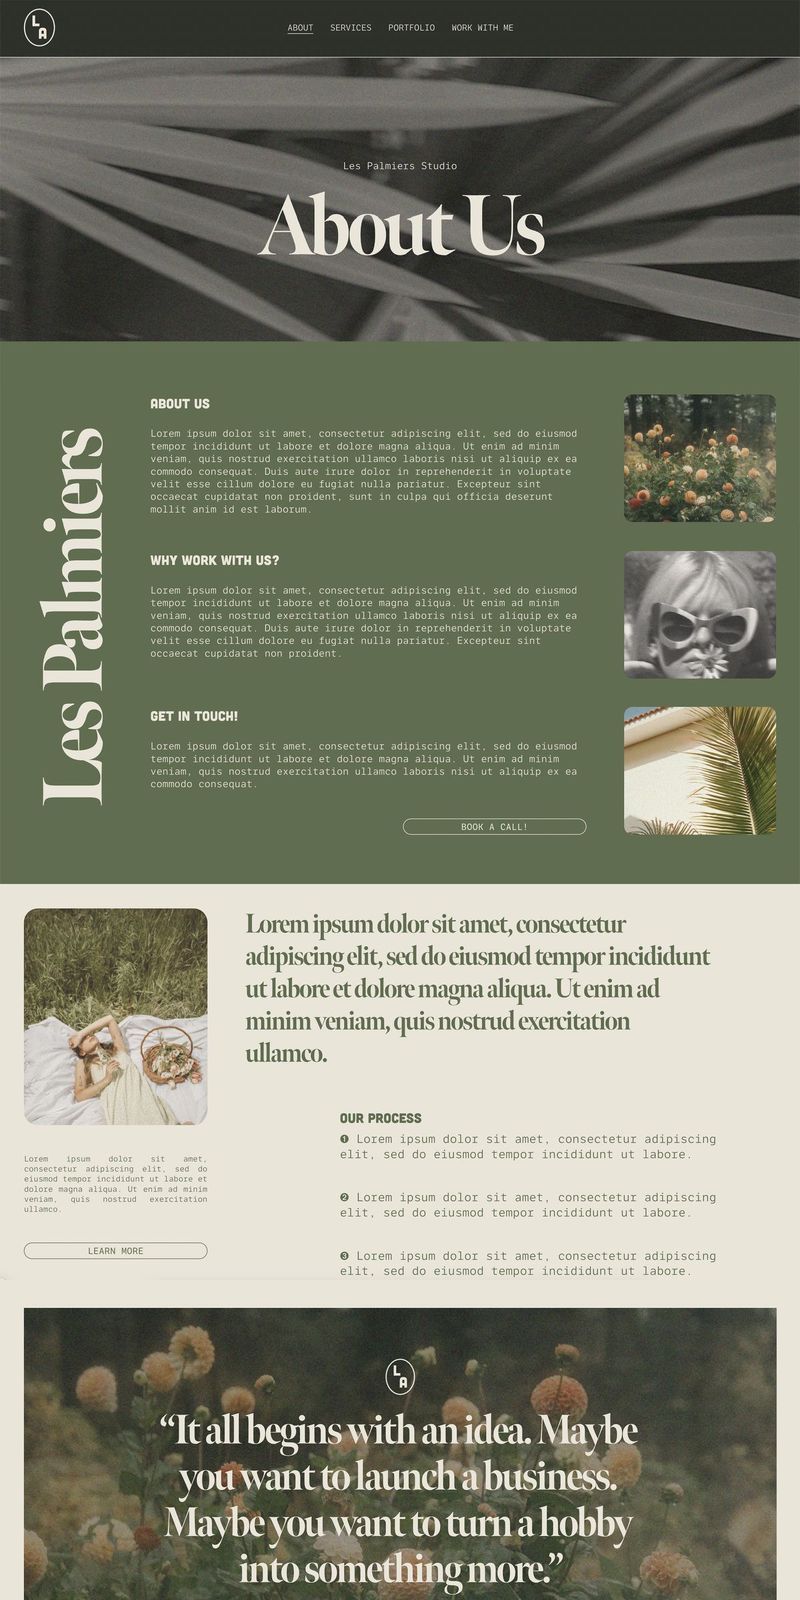 L
A
ABOUT SERVICES PORTFOLIO WORK WITH ME
Les Palmiers Studio
About Us
Les Palmiers
ABOUT US
Lorem ipsum dolor sit amet, consectetur adipiscing elit, sed do eiusmod
tempor incididunt ut labore et dolore magna aliqua. Ut enim ad minim
veniam, quis nostrud exercitation ullamco laboris nisi ut aliquip ex ea
commodo consequat. Duis aute irure dolor in reprehenderit in voluptate
velit esse cillum dolore eu fugiat nulla pariatur. Excepteur sint
occaecat cupidatat non proident, sunt in culpa qui officia deserunt
mollit anim id est laborum.
WHY WORK WITH US?
Lorem ipsum dolor sit amet, consectetur adipiscing elit, sed do eiusmod
tempor incididunt ut labore et dolore magna aliqua. Ut enim ad minim
veniam, quis nostrud exercitation ullamco laboris nisi ut aliquip ex ea
commodo consequat. Duis aute irure dolor in reprehenderit in voluptate
velit esse cillum dolore eu fugiat nulla pariatur. Excepteur sint
occaecat cupidatat non proident.
GET IN TOUCH!
Lorem ipsum dolor sit amet, consectetur adipiscing elit, sed do eiusmod
tempor incididunt ut labore et dolore magna aliqua. Ut enim ad minim
veniam, quis nostrud exercitation ullamco laboris nisi ut aliquip ex ea
commodo consequat.
BOOK A CALL!
Lorem ipsum dolor sit amet, consectetur
adipiscing elit, sed do eiusmod tempor incididunt
ut labore et dolore magna aliqua. Ut enim ad
minim veniam, quis nostrud exercitation
ullamco.
Lorem ipsum dolor sit amet,
consectetur adipiscing elit, sed do
eiusmod tempor incididunt ut labore et
dolore magna aliqua. Ut enim ad minim
veniam, quis nostrud exercitation
ullamco.
LEARN MORE
OUR PROCESS
❶ Lorem ipsum dolor sit amet, consectetur adipiscing
elit, sed do eiusmod tempor incididunt ut labore.
❷ Lorem ipsum dolor sit amet, consectetur adipiscing
elit, sed do eiusmod tempor incididunt ut labore.
❸ Lorem ipsum dolor sit amet, consectetur adipiscing
elit, sed do eiusmod tempor incididunt ut labore.
L
A
“It all begins with an idea. Maybe
you want to launch a business.
Maybe you want to turn a hobby
into something more.”